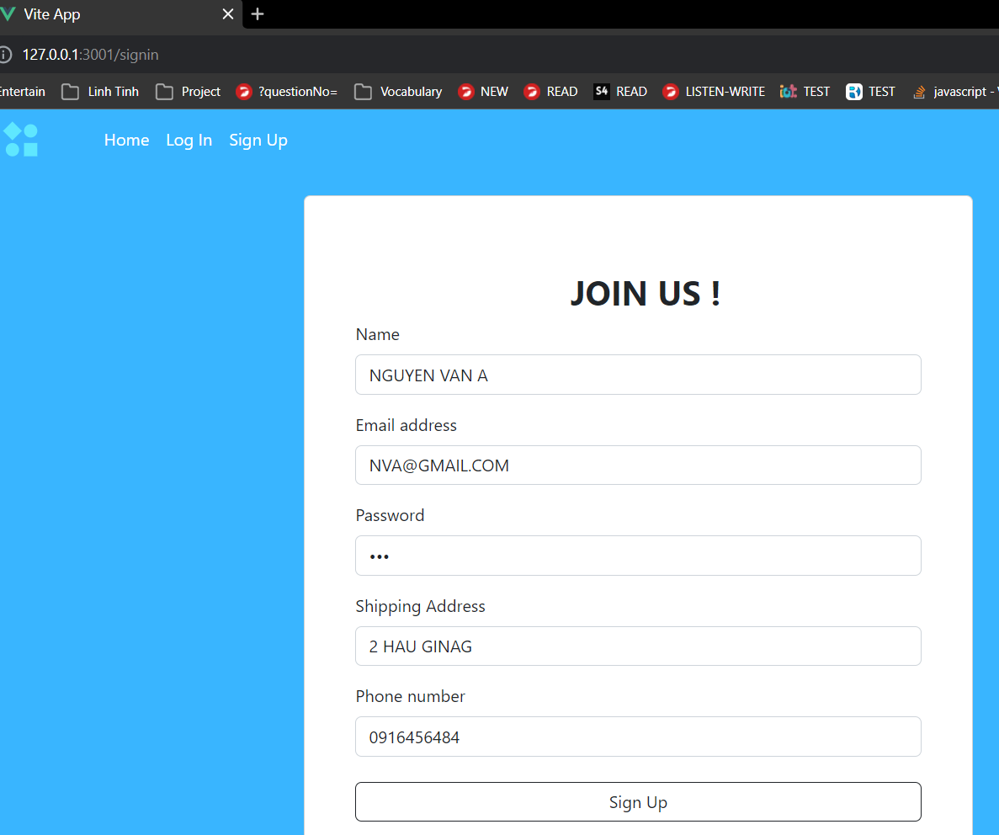 Vite App
127.0.0.1:3001/signin
Entertain Linh Tinh Project ?questionNo= Vocabulary NEW READ S4 READ LISTEN-WRITE iot TEST TEST javascript -
Home Log In Sign Up
JOIN US !
Name
NGUYEN VAN A
Email address
NVA@GMAIL.COM
Password
•••
Shipping Address
2 HAU GINAG
Phone number
0916456484
Sign Up